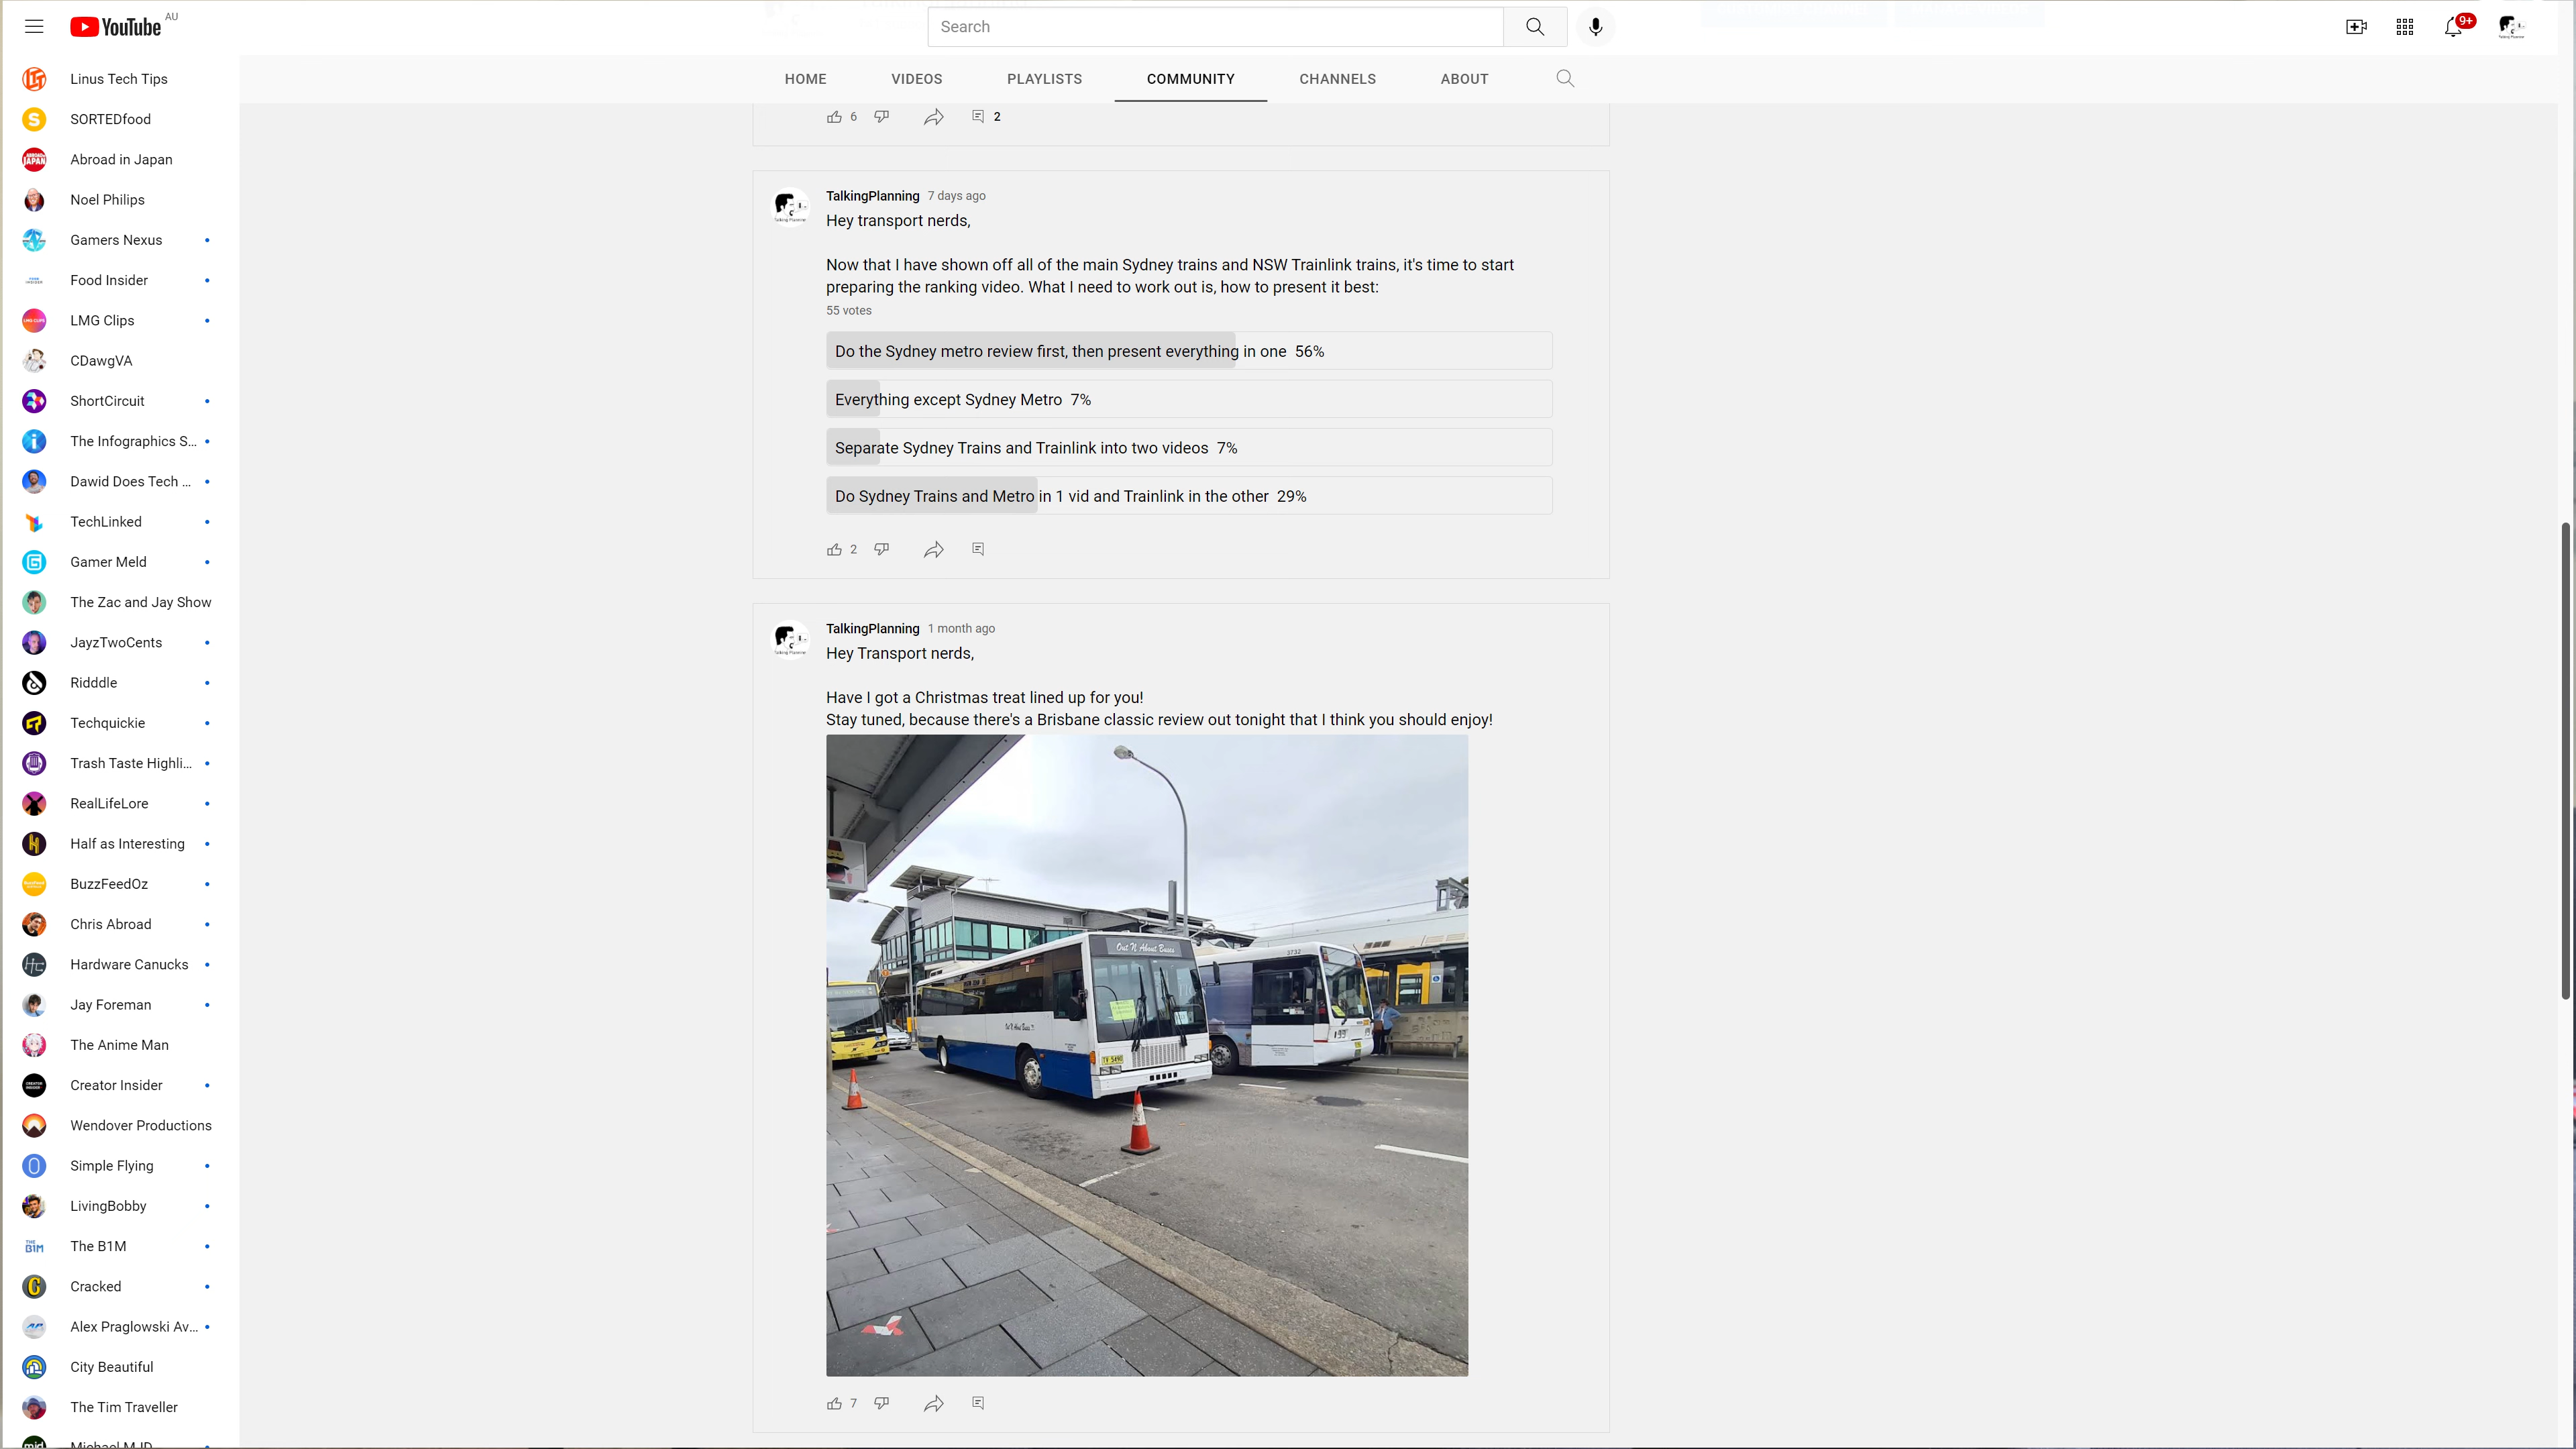 YouTube AU
Search
9+
HOME VIDEOS PLAYLISTS COMMUNITY CHANNELS ABOUT
Linus Tech Tips
SORTEDfood
Abroad in Japan
Noel Philips
Gamers Nexus
Food Insider
LMG Clips
CDawgVA
ShortCircuit
The Infographics S...
Dawid Does Tech ...
TechLinked
Gamer Meld
The Zac and Jay Show
JayzTwoCents
Ridddle
Techquickie
Trash Taste Highli...
RealLifeLore
Half as Interesting
BuzzFeedOz
Chris Abroad
Hardware Canucks
Jay Foreman
The Anime Man
Creator Insider
Wendover Productions
Simple Flying
LivingBobby
The B1M
Cracked
Alex Praglowski Av...
City Beautiful
The Tim Traveller
Michael MJD
6 2
TalkingPlanning 7 days ago
Hey transport nerds,
Now that I have shown off all of the main Sydney trains and NSW Trainlink trains, it's time to start
preparing the ranking video. What I need to work out is, how to present it best:
55 votes
Do the Sydney metro review first, then present everything in one 56%
Everything except Sydney Metro 7%
Separate Sydney Trains and Trainlink into two videos 7%
Do Sydney Trains and Metro in 1 vid and Trainlink in the other 29%
2
TalkingPlanning 1 month ago
Hey Transport nerds,
Have I got a Christmas treat lined up for you!
Stay tuned, because there's a Brisbane classic review out tonight that I think you should enjoy!
Out N About Buses
3732
Out N About Buses
7